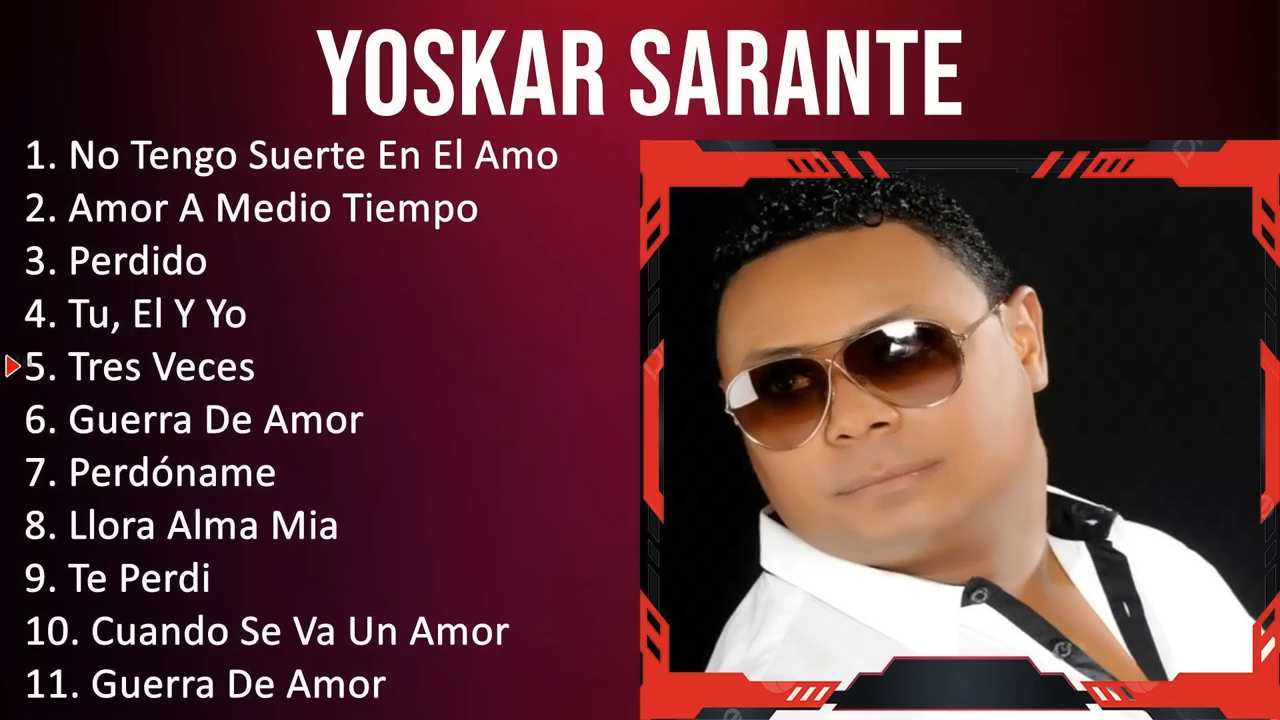 YOSKAR SARANTE
1. No Tengo Suerte En El Amo
2. Amor A Medio Tiempo
3. Perdido
4. Tu, El Y Yo
5. Tres Veces
6. Guerra De Amor
7. Perdóname
8. Llora Alma Mia
9. Te Perdi
10. Cuando Se Va Un Amor
11. Guerra De Amor